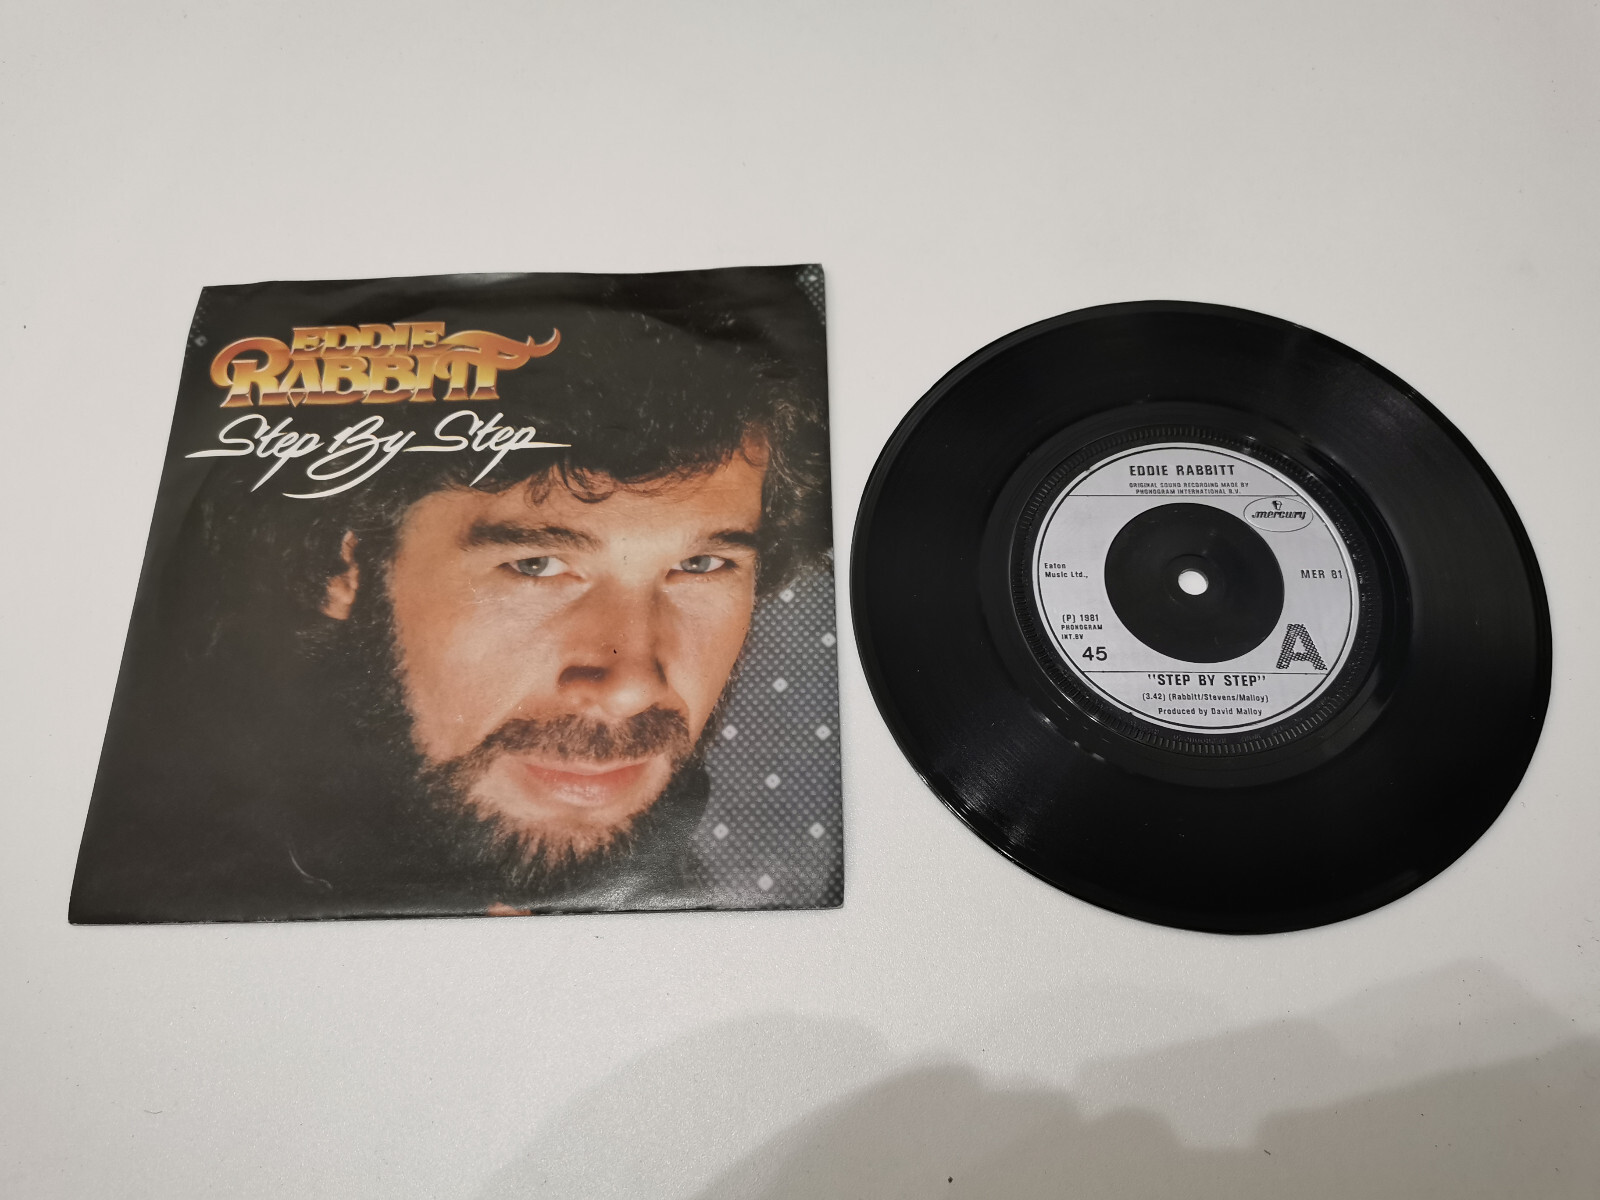 EDDIE
RABBITT
Step By Step
EDDIE RABBITT
ORIGINAL SOUND RECORDING MADE BY
PHONOGRAM INTERNATIONAL B.V.
mercury
Eaton
Music Ltd.,
MER 81
(P) 1981
PHONOGRAM
INT.BV
45
A
"STEP BY STEP"
(3.42) (Rabbitt/Stevens/Malloy)
Produced by David Malloy